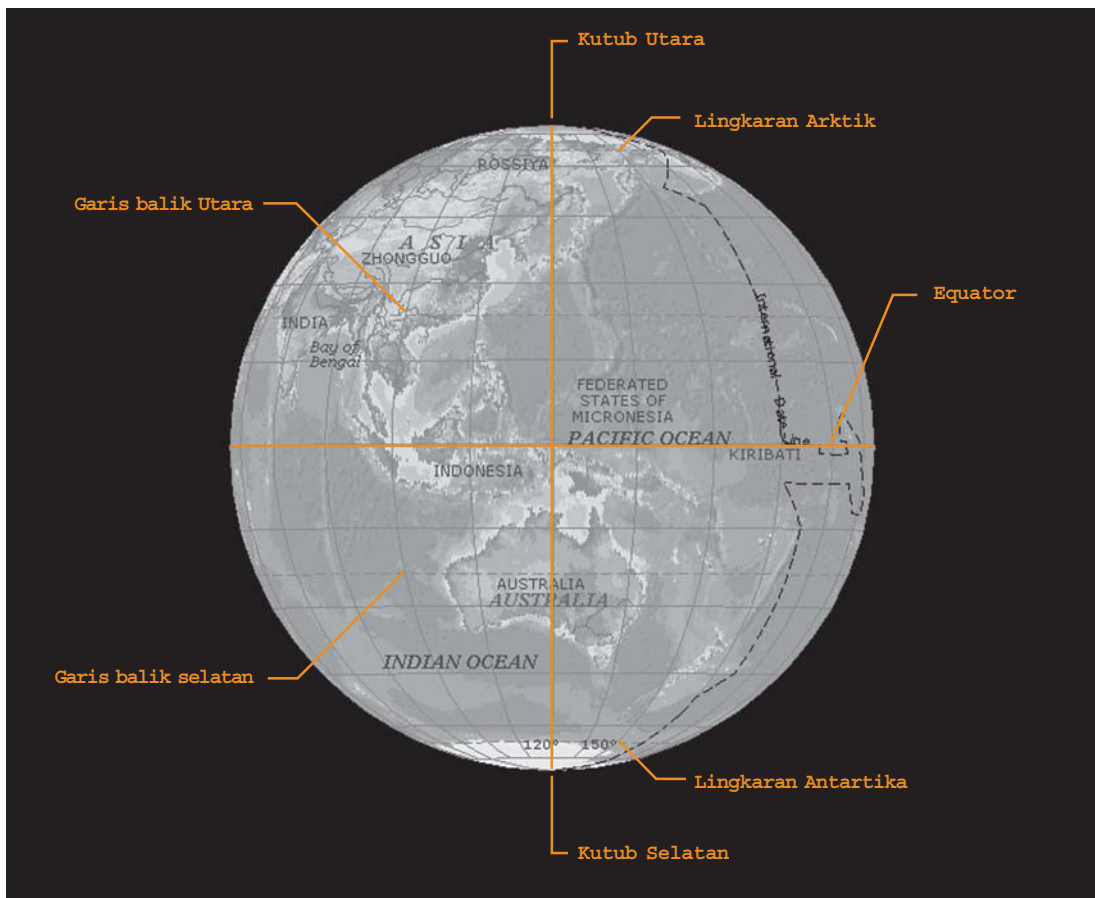 Kutub Utara
Lingkaran Arktik
ROSSIYA
Garis balik Utara
A S I A
ZHONGGUO
Equator
INDIA
Bay of
Bengal
International Date Line
FEDERATED
STATES OF
MICRONESIA
PACIFIC OCEAN
KIRIBATI
INDONESIA
AUSTRALIA
AUSTRALIA
INDIAN OCEAN
Garis balik selatan
120° 150°
Lingkaran Antartika
Kutub Selatan